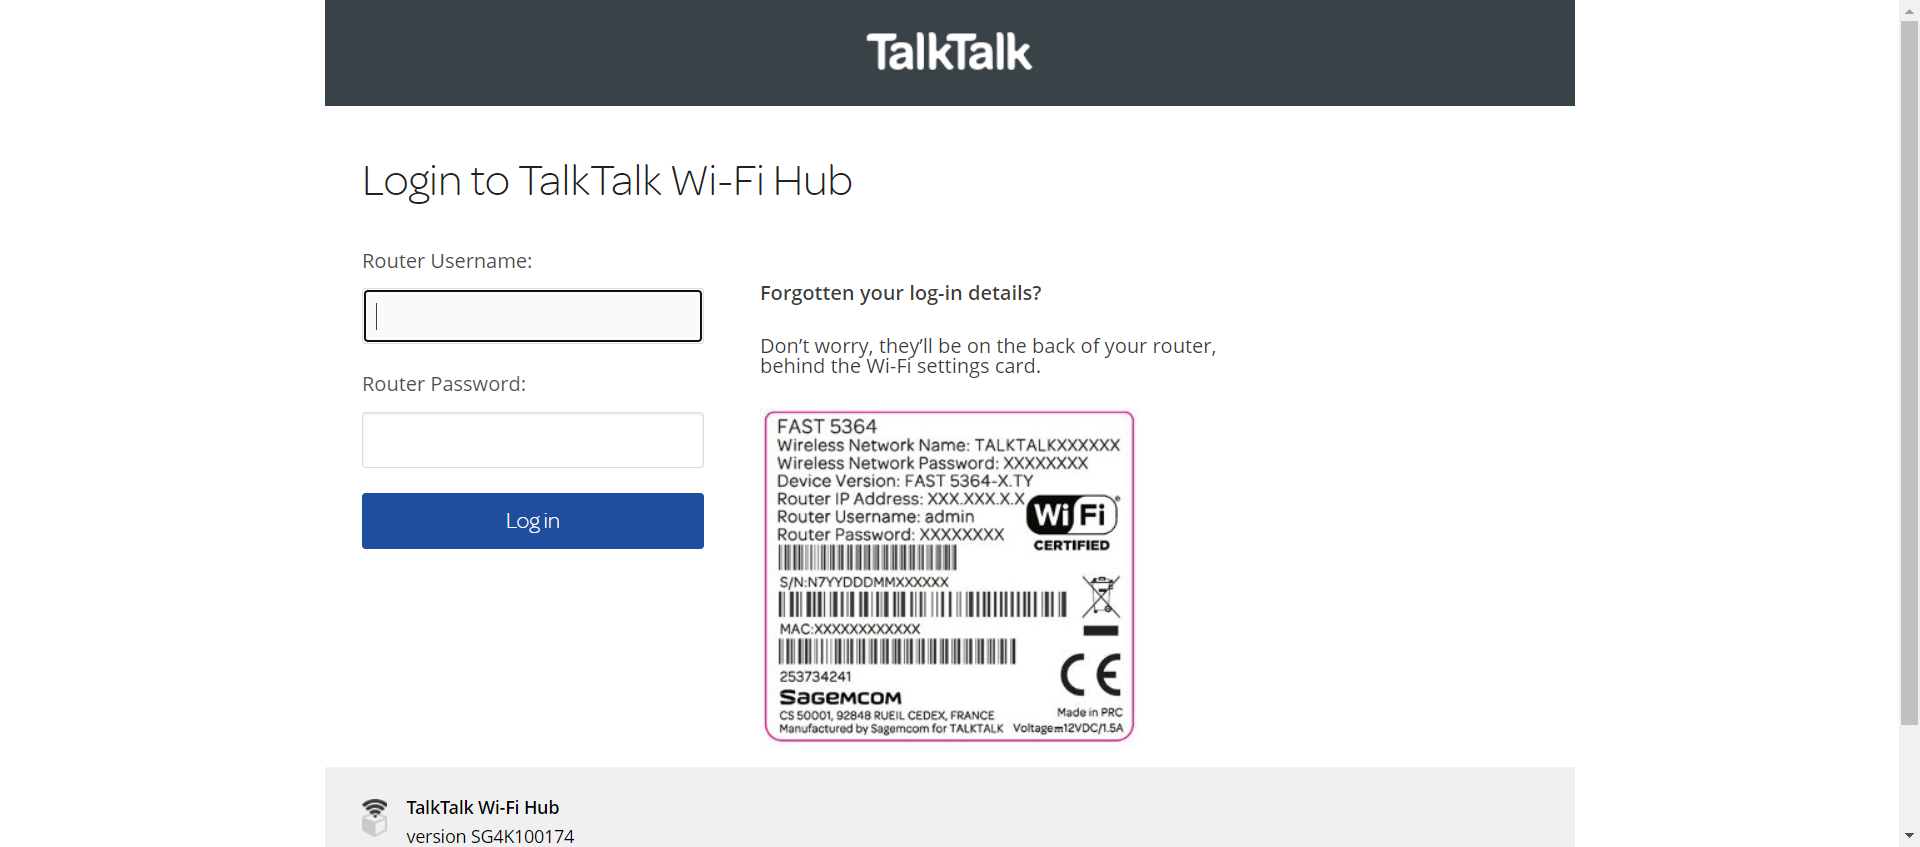 TalkTalk
Login to TalkTalk Wi-Fi Hub
Router Username:
Router Password:
Log in
Forgotten your log-in details?
Don’t worry, they’ll be on the back of your router,
behind the Wi-Fi settings card.
FAST 5364
Wireless Network Name: TALKTALKXXXXXX
Wireless Network Password: XXXXXXXX
Device Version: FAST 5364-X.TY
Router IP Address: XXX.XXX.X.X
Router Username: admin
Router Password: XXXXXXXX
Wi Fi®
CERTIFIED
S/N:N7YYDDDMMXXXXXX
MAC:XXXXXXXXXXXX
253734241
CE
SAGEMCOM
CS 50001, 92848 RUEIL CEDEX, FRANCE
Made in PRC
Manufactured by Sagemcom for TALKTALK
Voltage⎓12VDC/1.5A
TalkTalk Wi-Fi Hub
version SG4K100174